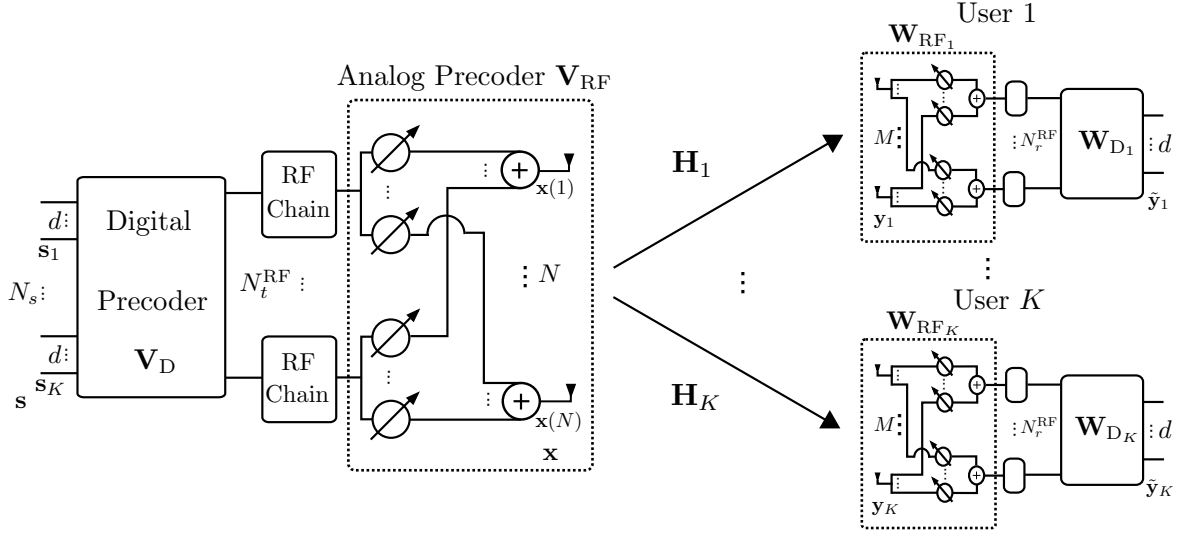 Analog Precoder V_RF
Digital
Precoder
V_D
d
s_1
N_s
d
s_K
s
RF
Chain
N_t^RF
RF
Chain
x(1)
N
x(N)
x
H_1
H_K
User 1
W_RF_1
M
y_1
N_r^RF
W_D_1
d
ỹ_1
User K
W_RF_K
M
y_K
N_r^RF
W_D_K
d
ỹ_K